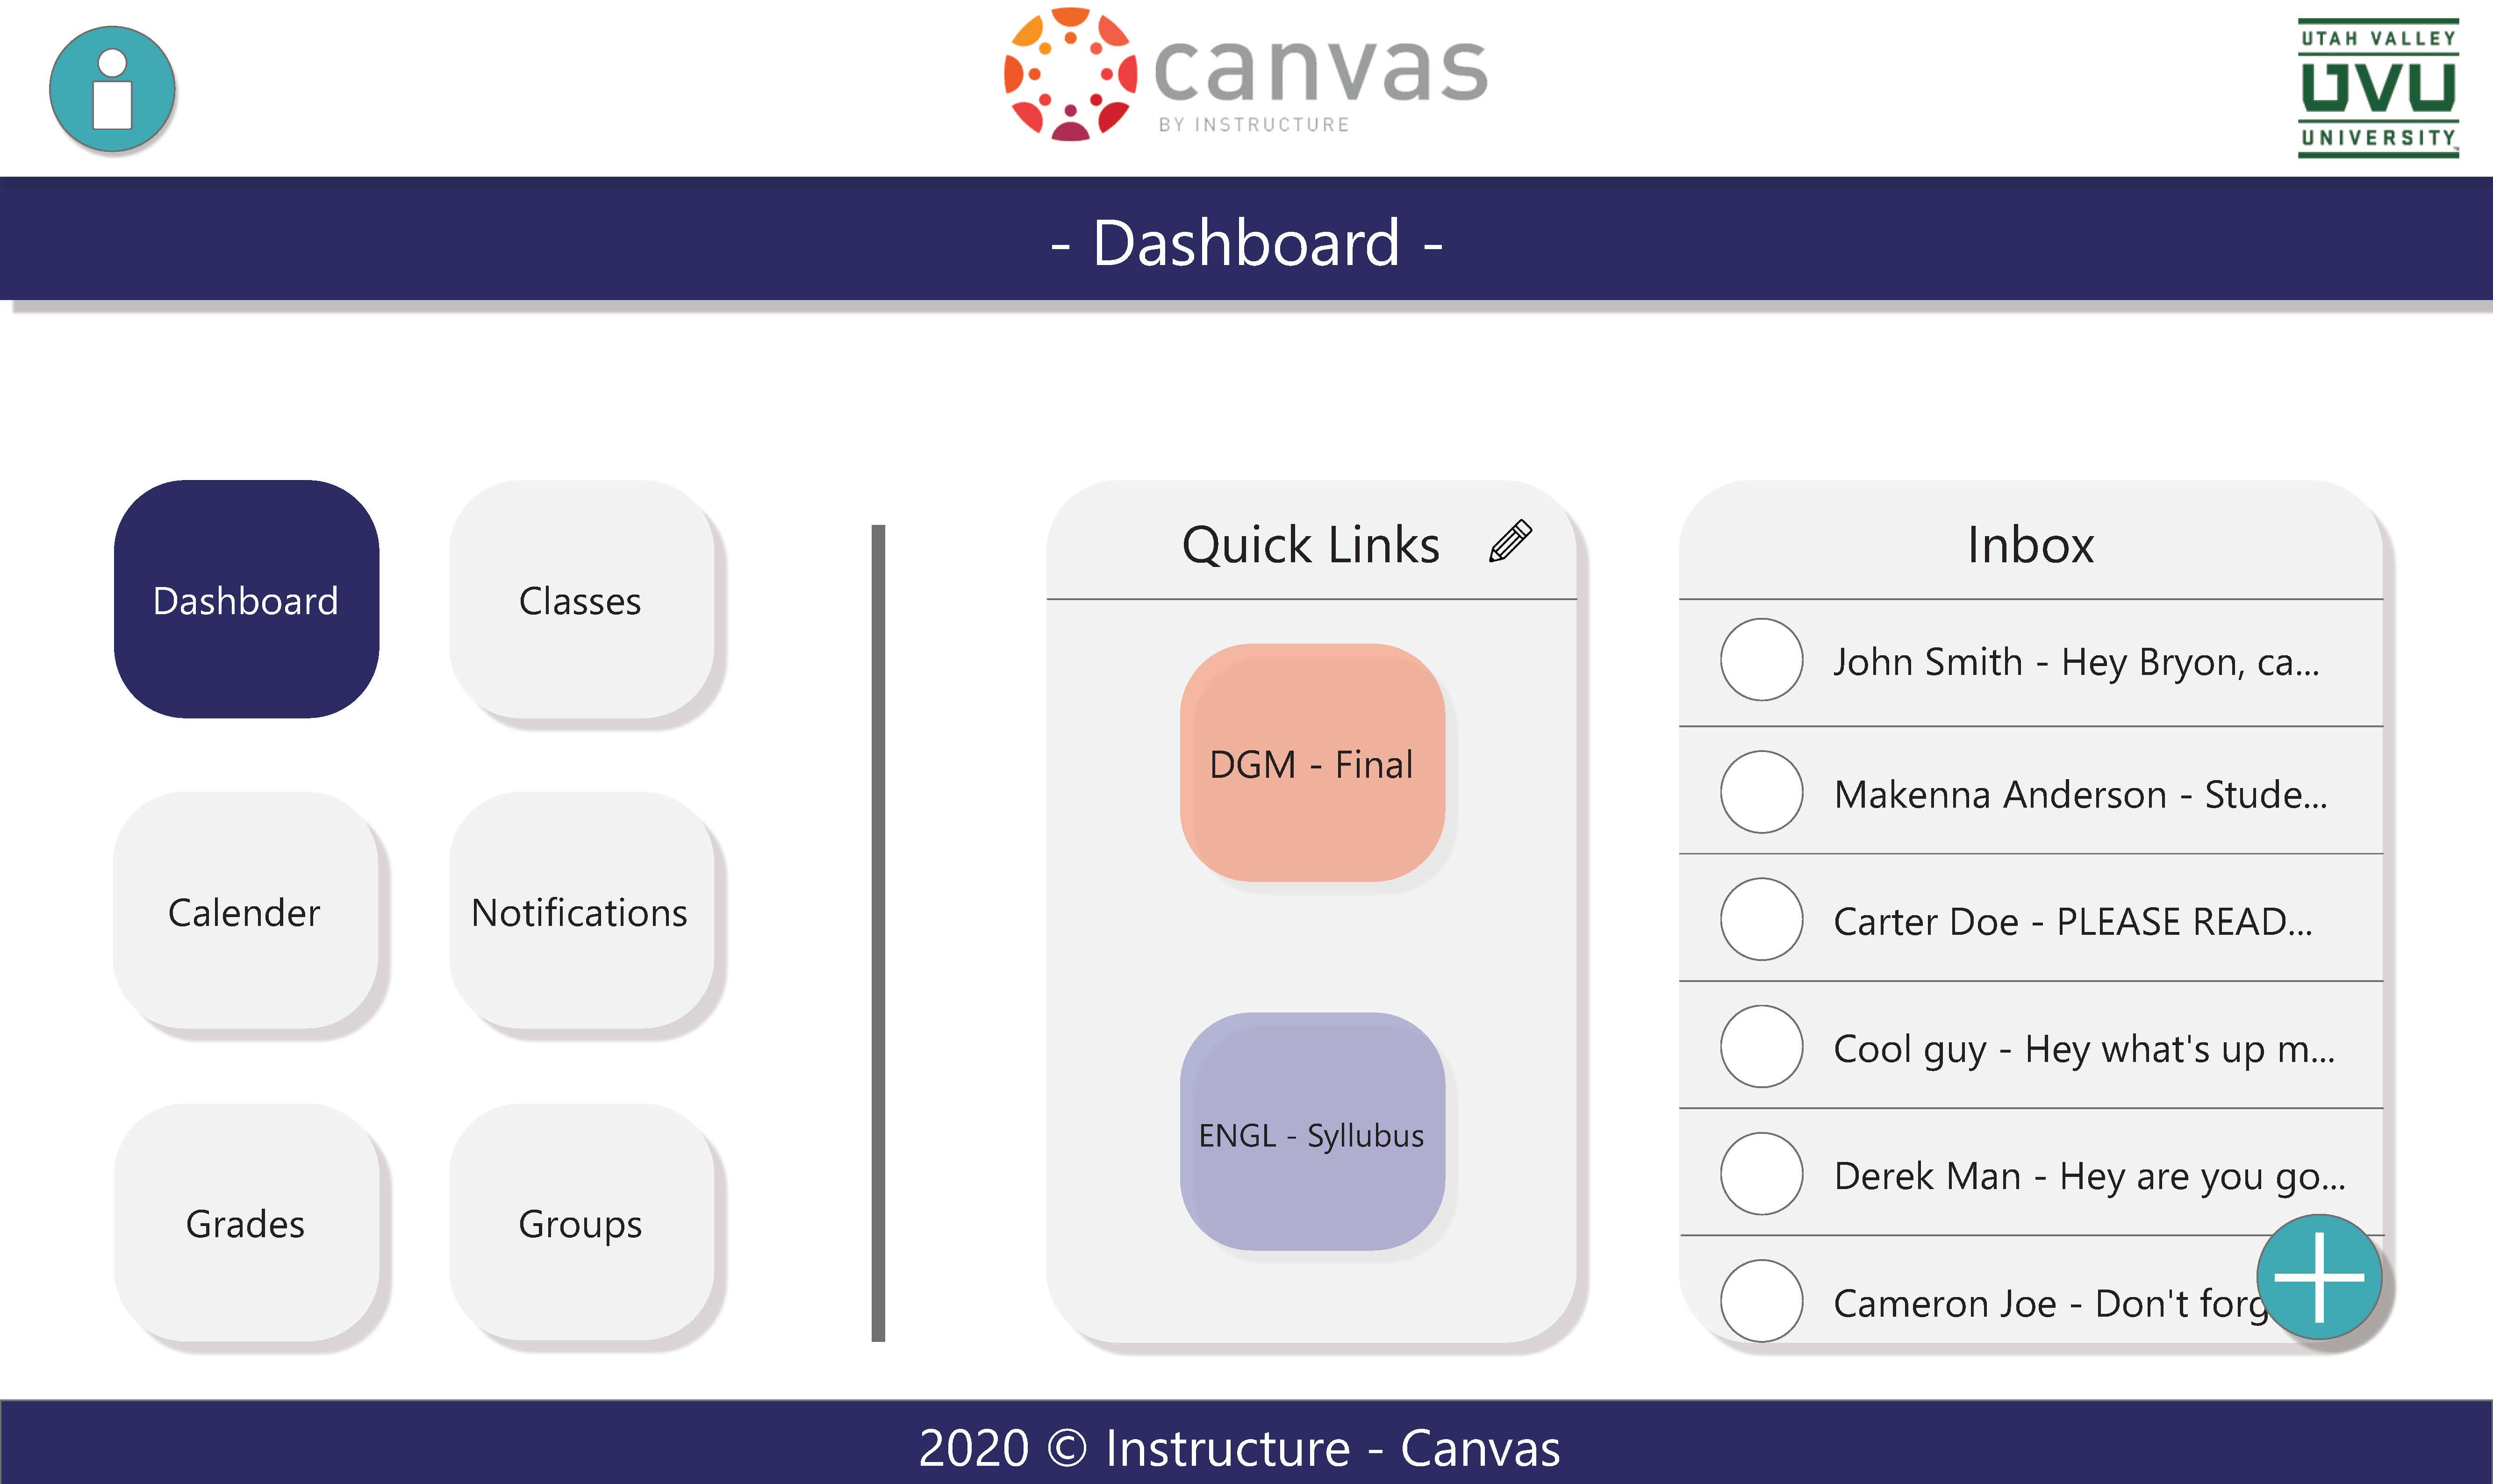 canvas
BY INSTRUCTURE
UTAH VALLEY
UVU
UNIVERSITY™
- Dashboard -
Dashboard
Classes
Calender
Notifications
Grades
Groups
Quick Links
DGM - Final
ENGL - Syllubus
Inbox
John Smith - Hey Bryon, ca...
Makenna Anderson - Stude...
Carter Doe - PLEASE READ...
Cool guy - Hey what's up m...
Derek Man - Hey are you go...
Cameron Joe - Don't forg
2020 © Instructure - Canvas